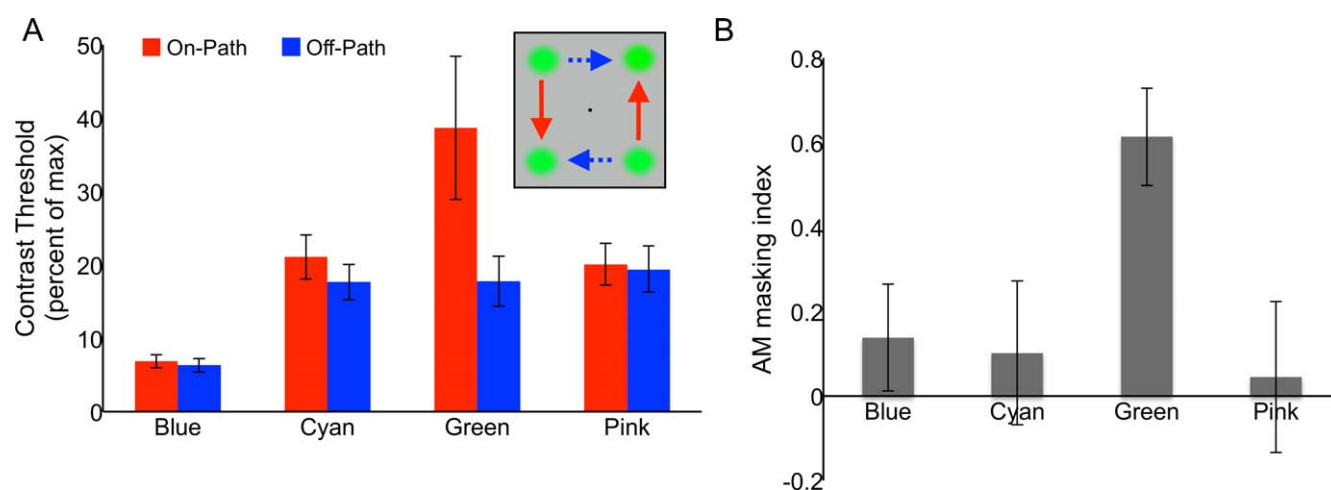 A
On-Path Off-Path
Contrast Threshold
(percent of max)
50
40
30
20
10
0
Blue Cyan Green Pink
B
AM masking index
0.8
0.6
0.4
0.2
0
-0.2
Blue Cyan Green Pink